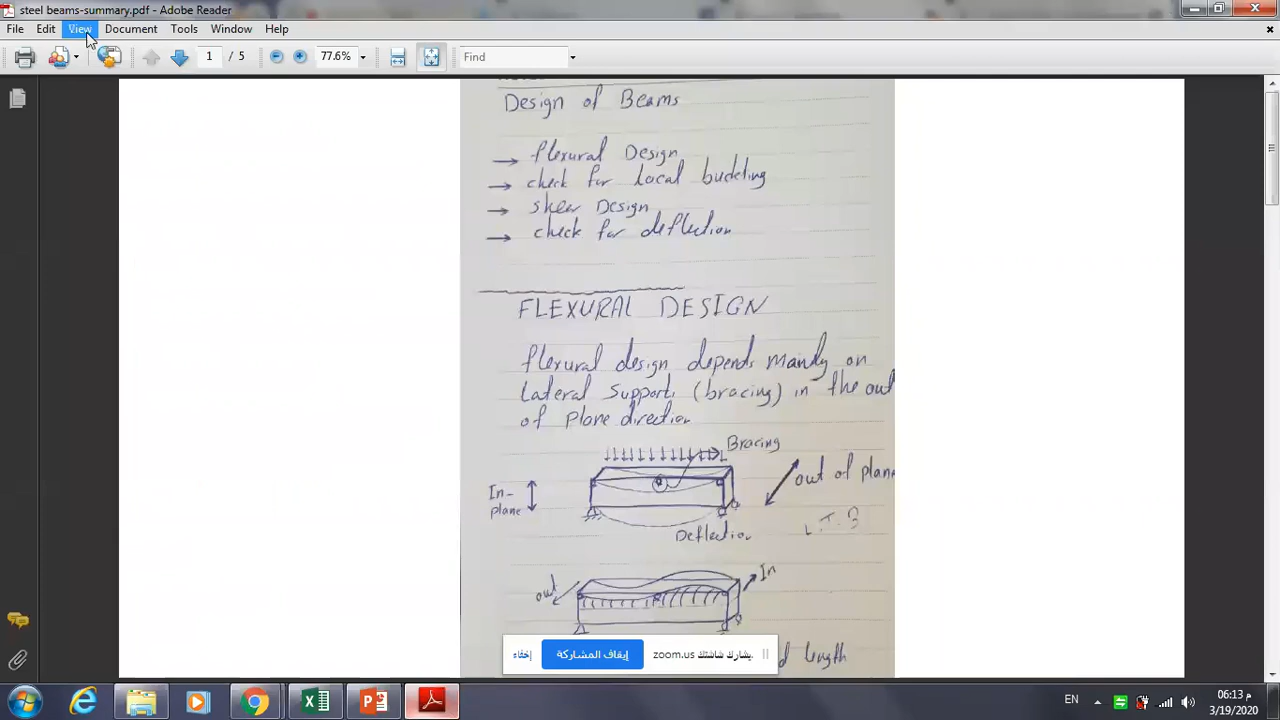 steel beams-summary.pdf - Adobe Reader
File Edit View Document Tools Window Help
1 / 5 77.6% Find
Design of Beams
→ flexural Design
→ check for local buckling
→ shear Design
→ check for deflection
FLEXURAL DESIGN
flexural design depends mainly on
Lateral Support (bracing) in the out
of plane direction
Bracing
out of plane
In-
plane
L.T.B
Deflection
In
out
length
إخفاء
إيقاف المشاركة
zoom.us يشارك شاشتك.
EN
06:13 م
3/19/2020